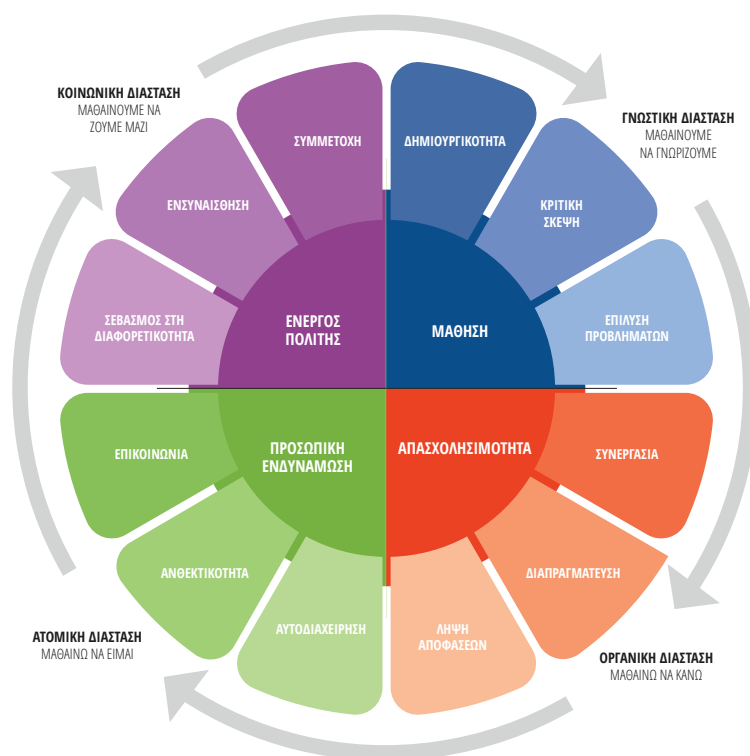 ΚΟΙΝΩΝΙΚΗ ΔΙΑΣΤΑΣΗ
ΜΑΘΑΙΝΟΥΜΕ ΝΑ
ΖΟΥΜΕ ΜΑΖΙ
ΓΝΩΣΤΙΚΗ ΔΙΑΣΤΑΣΗ
ΜΑΘΑΙΝΟΥΜΕ
ΝΑ ΓΝΩΡΙΖΟΥΜΕ
ΣΥΜΜΕΤΟΧΗ
ΔΗΜΙΟΥΡΓΙΚΟΤΗΤΑ
ΕΝΣΥΝΑΙΣΘΗΣΗ
ΚΡΙΤΙΚΗ
ΣΚΕΨΗ
ΣΕΒΑΣΜΟΣ ΣΤΗ
ΔΙΑΦΟΡΕΤΙΚΟΤΗΤΑ
ΕΝΕΡΓΟΣ
ΠΟΛΙΤΗΣ
ΜΑΘΗΣΗ
ΕΠΙΛΥΣΗ
ΠΡΟΒΛΗΜΑΤΩΝ
ΕΠΙΚΟΙΝΩΝΙΑ
ΠΡΟΣΩΠΙΚΗ
ΕΝΔΥΝΑΜΩΣΗ
ΑΠΑΣΧΟΛΗΣΙΜΟΤΗΤΑ
ΣΥΝΕΡΓΑΣΙΑ
ΑΝΘΕΚΤΙΚΟΤΗΤΑ
ΔΙΑΠΡΑΓΜΑΤΕΥΣΗ
ΑΥΤΟΔΙΑΧΕΙΡΗΣΗ
ΛΗΨΗ
ΑΠΟΦΑΣΕΩΝ
ΑΤΟΜΙΚΗ ΔΙΑΣΤΑΣΗ
ΜΑΘΑΙΝΩ ΝΑ ΕΙΜΑΙ
ΟΡΓΑΝΙΚΗ ΔΙΑΣΤΑΣΗ
ΜΑΘΑΙΝΩ ΝΑ ΚΑΝΩ